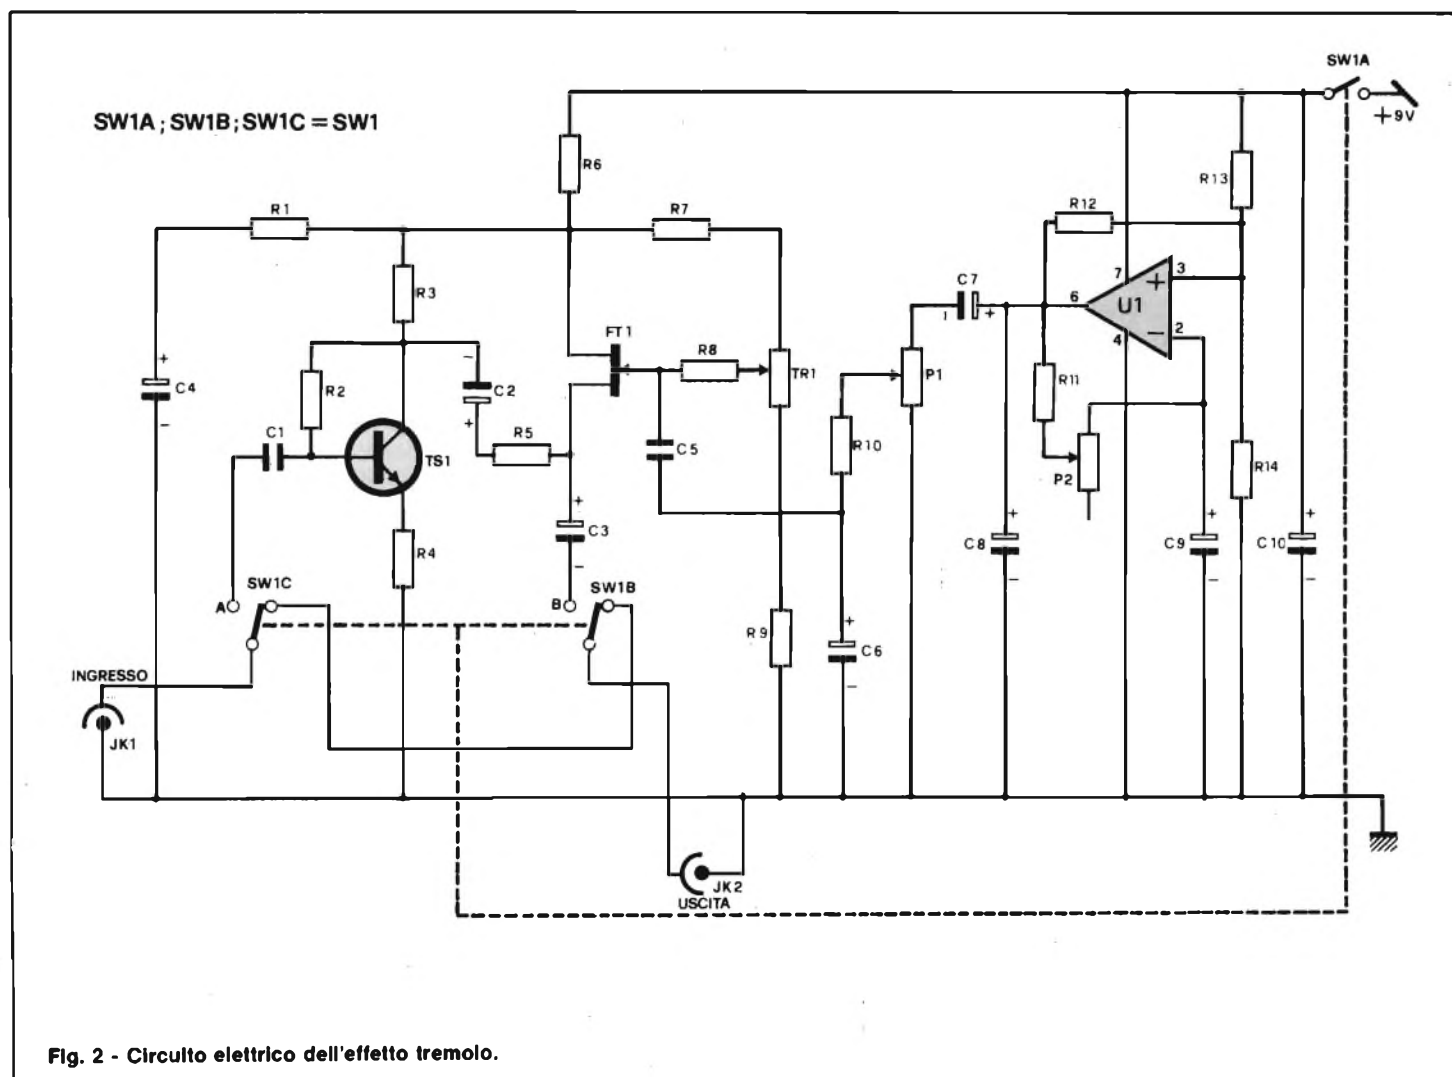 SW1A
SW1A ; SW1B ; SW1C = SW1
+9V
R6
R13
R1
R7
R12
R3
C7
7
3
6
U1
+
FT1
R8
TR1
P1
−
2
4
+
C4
−
R2
−
C2
+
R11
C1
R5
TS1
C5
R10
P2
R14
+
C3
−
R4
+
C8
−
+
C9
−
+
C10
−
SW1C
SW1B
A
B
R9
+
C6
−
INGRESSO
JK1
JK2
USCITA
Fig. 2 - Circuito elettrico dell'effetto tremolo.